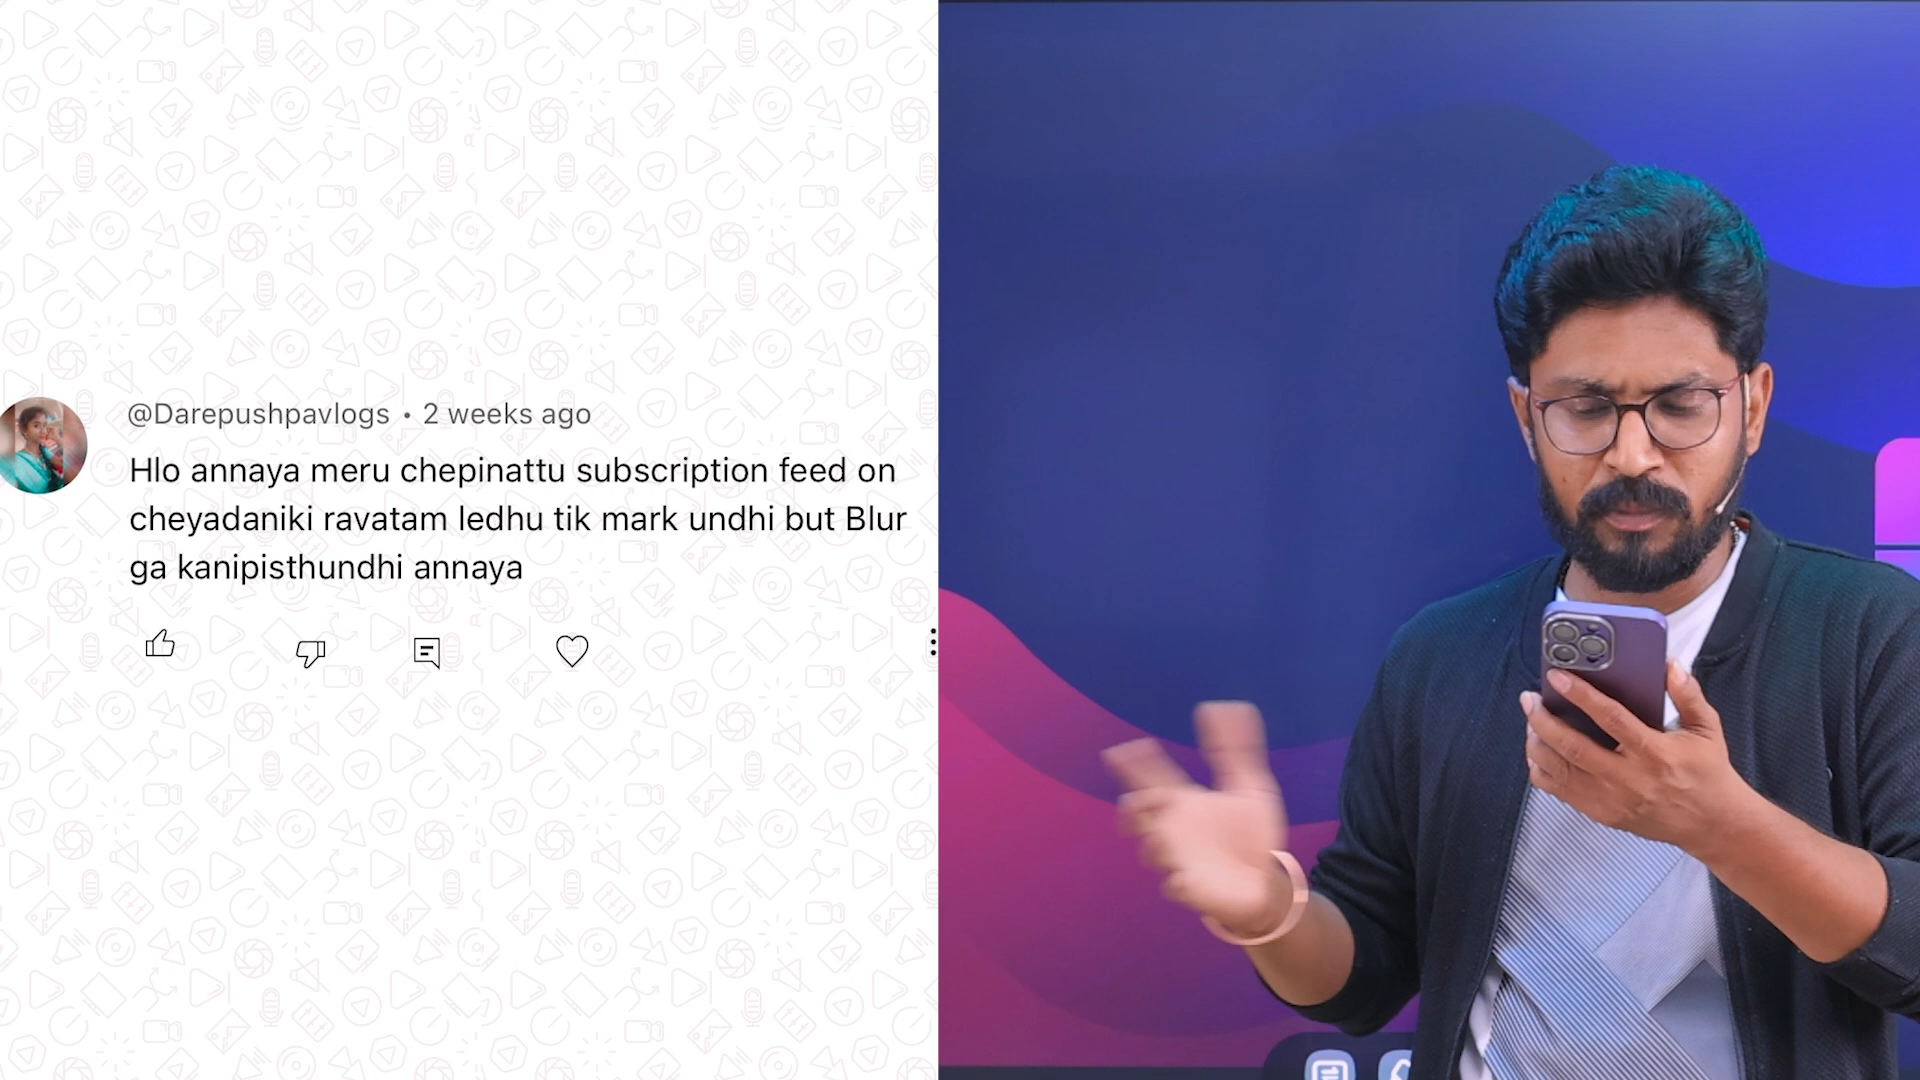 @Darepushpavlogs • 2 weeks ago
Hlo annaya meru chepinattu subscription feed on
cheyadaniki ravatam ledhu tik mark undhi but Blur
ga kanipisthundhi annaya